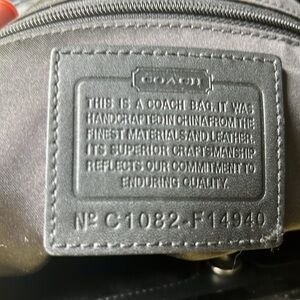 COACH
THIS IS A COACH BAG. IT WAS
HANDCRAFTED IN CHINA FROM THE
FINEST MATERIALS AND LEATHER.
ITS SUPERIOR CRAFTSMANSHIP
REFLECTS OUR COMMITMENT TO
ENDURING QUALITY.
Nº C1082-F14940